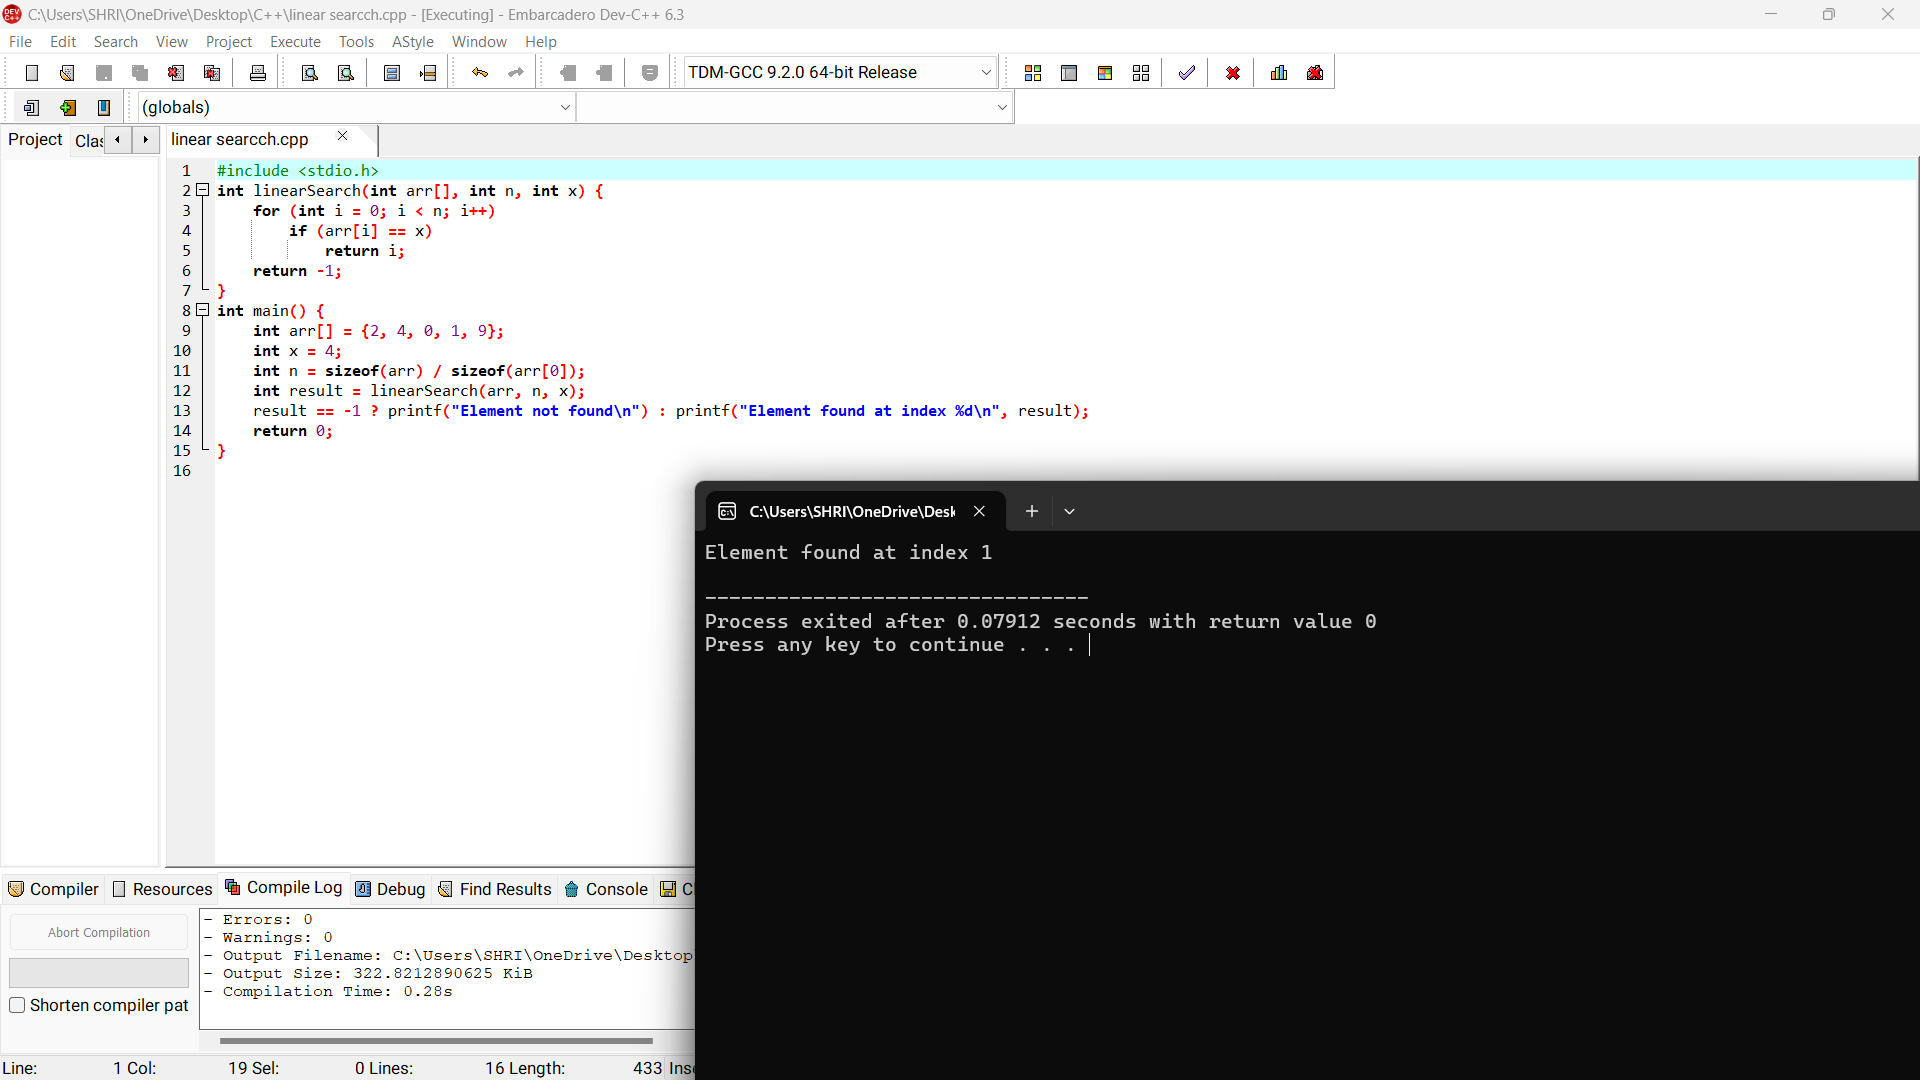 C:\Users\SHRI\OneDrive\Desktop\C++\linear searcch.cpp - [Executing] - Embarcadero Dev-C++ 6.3
File Edit Search View Project Execute Tools AStyle Window Help
TDM-GCC 9.2.0 64-bit Release
(globals)
Project Clas linear searcch.cpp
1 #include <stdio.h>
2 int linearSearch(int arr[], int n, int x) {
3     for (int i = 0; i < n; i++)
4         if (arr[i] == x)
5             return i;
6     return -1;
7 }
8 int main() {
9     int arr[] = {2, 4, 0, 1, 9};
10     int x = 4;
11     int n = sizeof(arr) / sizeof(arr[0]);
12     int result = linearSearch(arr, n, x);
13     result == -1 ? printf("Element not found\n") : printf("Element found at index %d\n", result);
14     return 0;
15 }
16
C:\Users\SHRI\OneDrive\Desk
Element found at index 1
--------------------------------
Process exited after 0.07912 seconds with return value 0
Press any key to continue . . .
Compiler Resources Compile Log Debug Find Results Console Cl
Abort Compilation
Shorten compiler pat
- Errors: 0
- Warnings: 0
- Output Filename: C:\Users\SHRI\OneDrive\Desktop
- Output Size: 322.8212890625 KiB
- Compilation Time: 0.28s
Line: 1 Col: 19 Sel: 0 Lines: 16 Length: 433 Inse